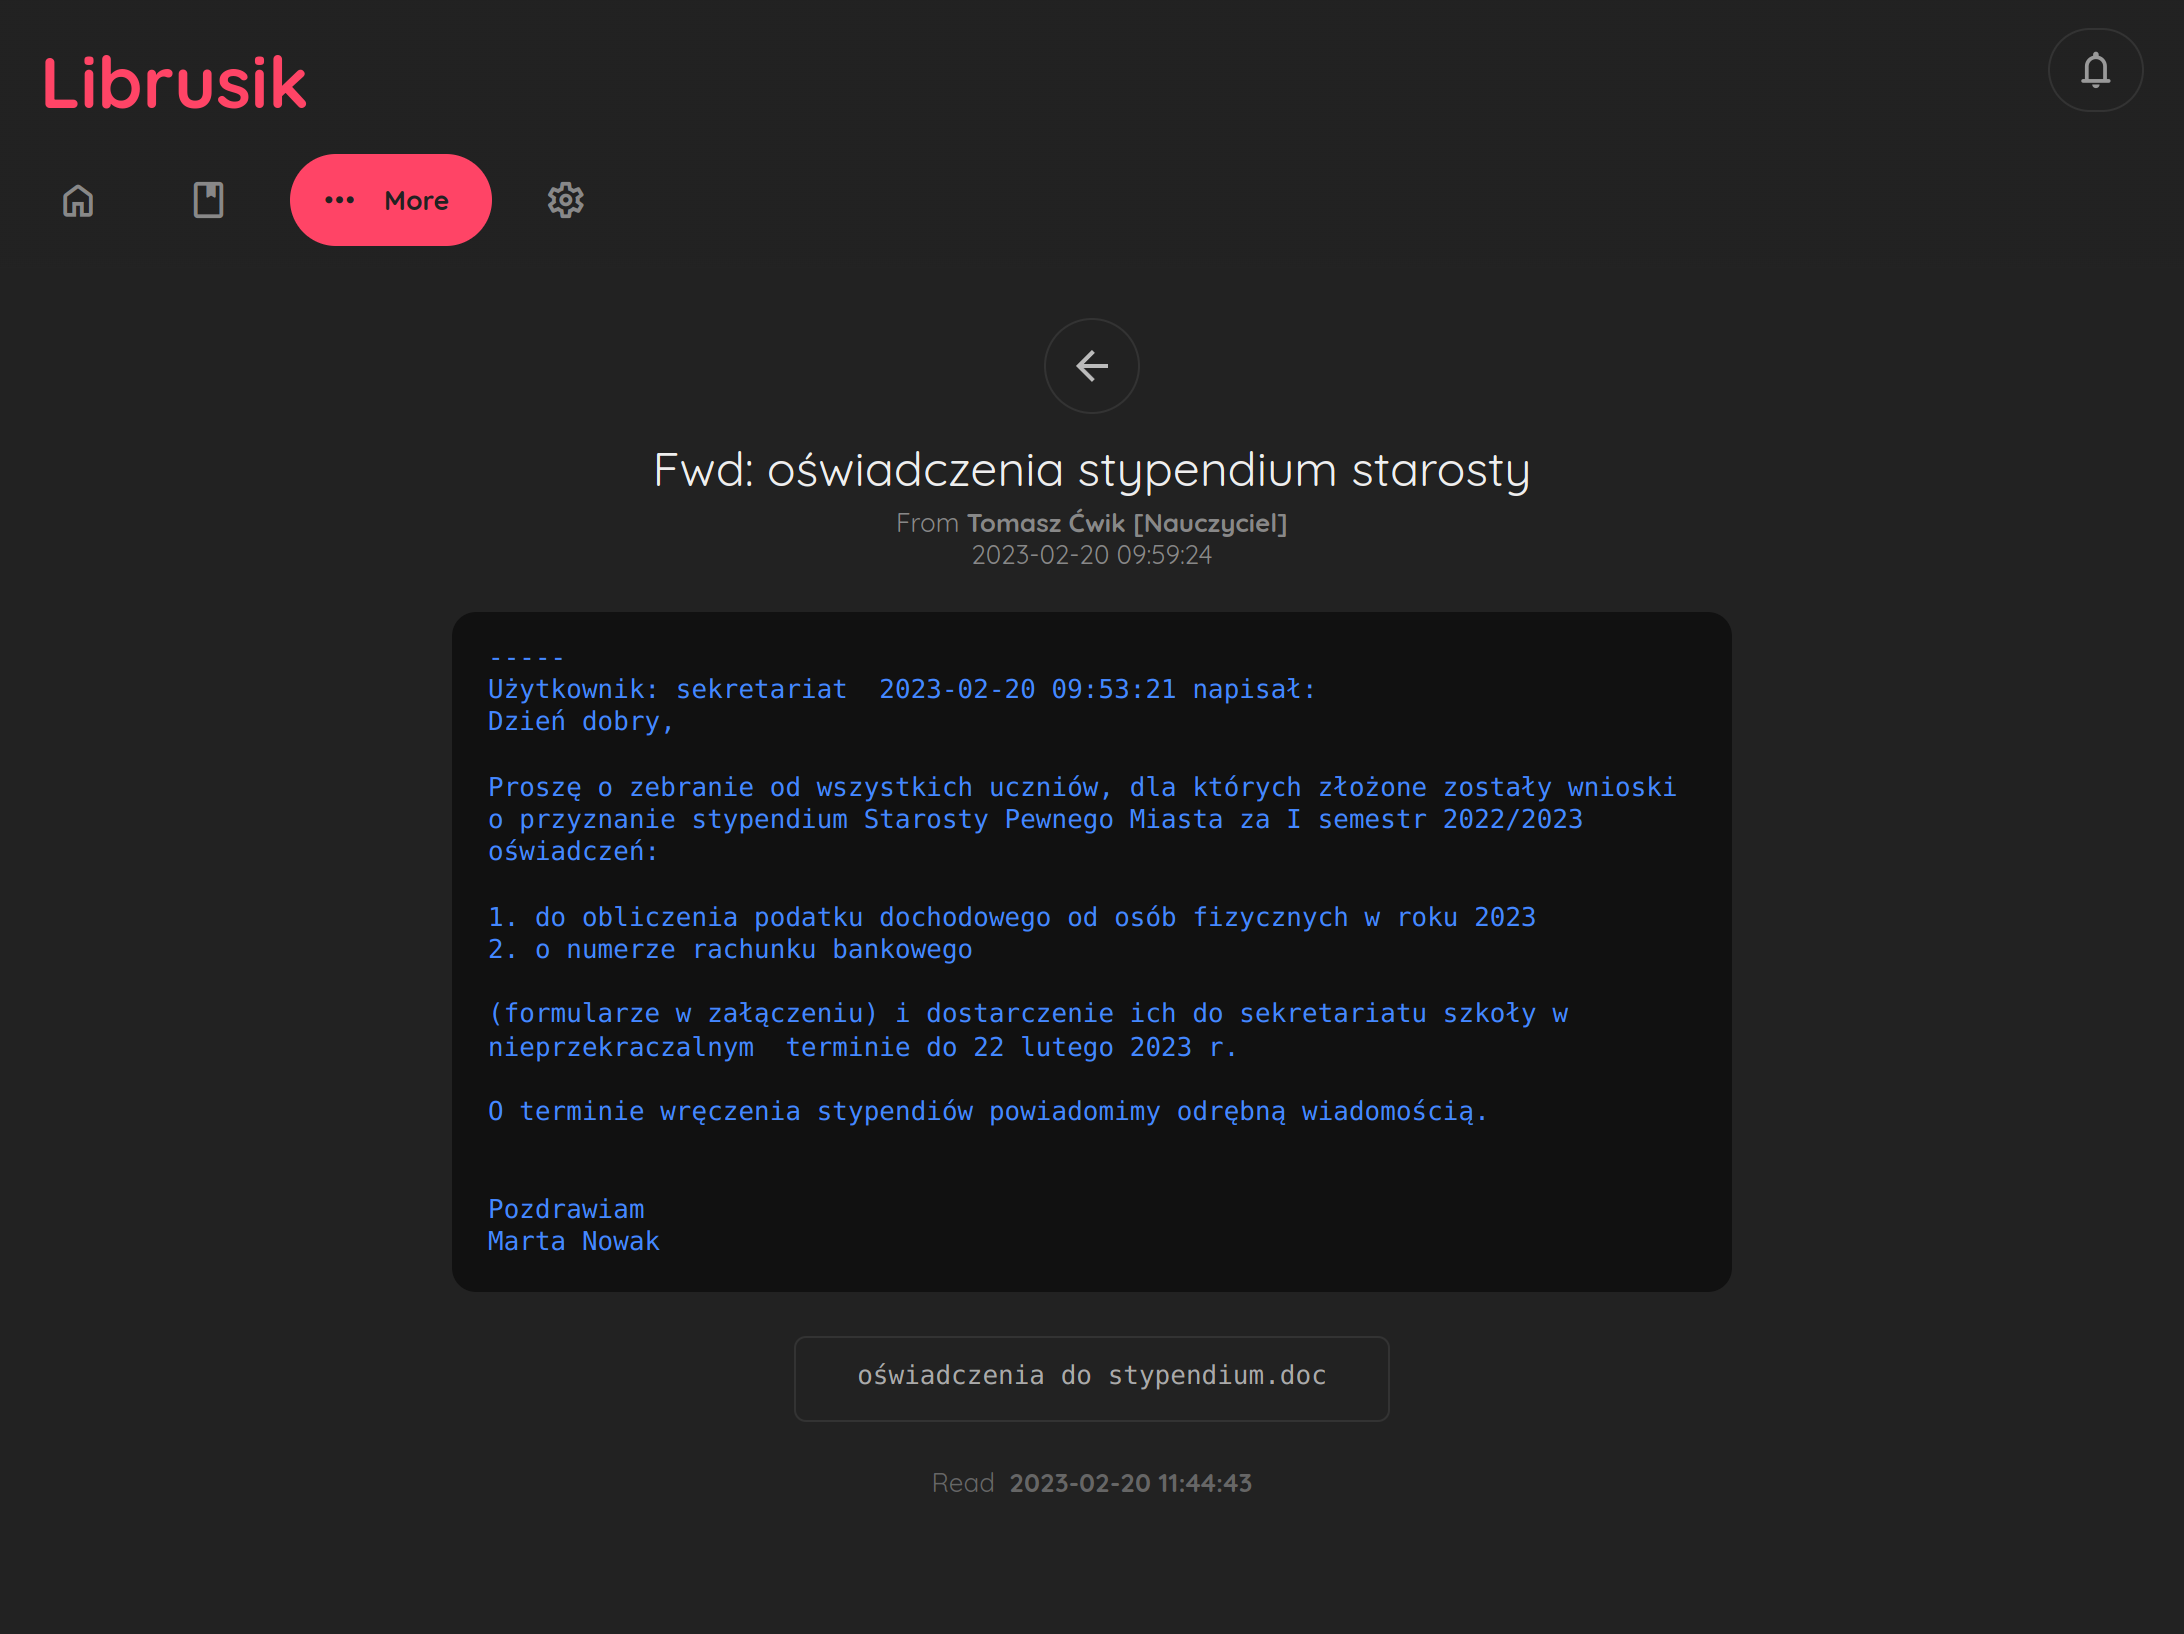 Librusik
More
Fwd: oświadczenia stypendium starosty
From Tomasz Ćwik [Nauczyciel]
2023-02-20 09:59:24
-----
Użytkownik: sekretariat  2023-02-20 09:53:21 napisał:
Dzień dobry,
Proszę o zebranie od wszystkich uczniów, dla których złożone zostały wnioski
o przyznanie stypendium Starosty Pewnego Miasta za I semestr 2022/2023
oświadczeń:
1. do obliczenia podatku dochodowego od osób fizycznych w roku 2023
2. o numerze rachunku bankowego
(formularze w załączeniu) i dostarczenie ich do sekretariatu szkoły w
nieprzekraczalnym  terminie do 22 lutego 2023 r.
O terminie wręczenia stypendiów powiadomimy odrębną wiadomością.
Pozdrawiam
Marta Nowak
oświadczenia do stypendium.doc
Read 2023-02-20 11:44:43